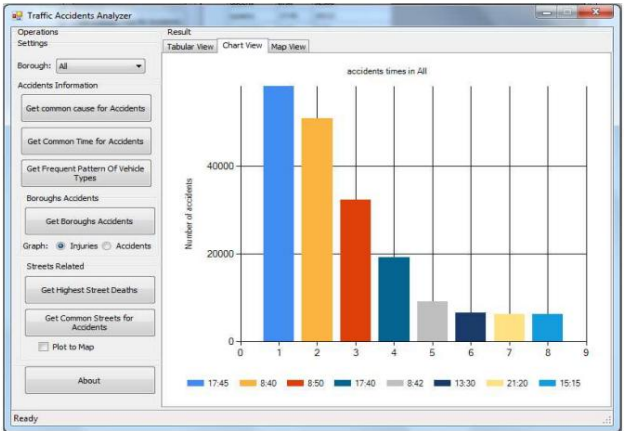 Traffic Accidents Analyzer
Operations
Settings
Borough: All
Accidents Information
Get common cause for Accidents
Get Common Time for Accidents
Get Frequent Pattern Of Vehicle
Types
Boroughs Accidents
Get Boroughs Accidents
Graph: Injuries Accidents
Streets Related
Get Highest Street Deaths
Get Common Streets for
Accidents
Plot to Map
About
Ready
Result
Tabular View Chart View Map View
accidents times in All
Number of accidents
40000
20000
0
0 1 2 3 4 5 6 7 8 9
17:45 8:40 8:50 17:40 8:42 13:30 21:20 15:15